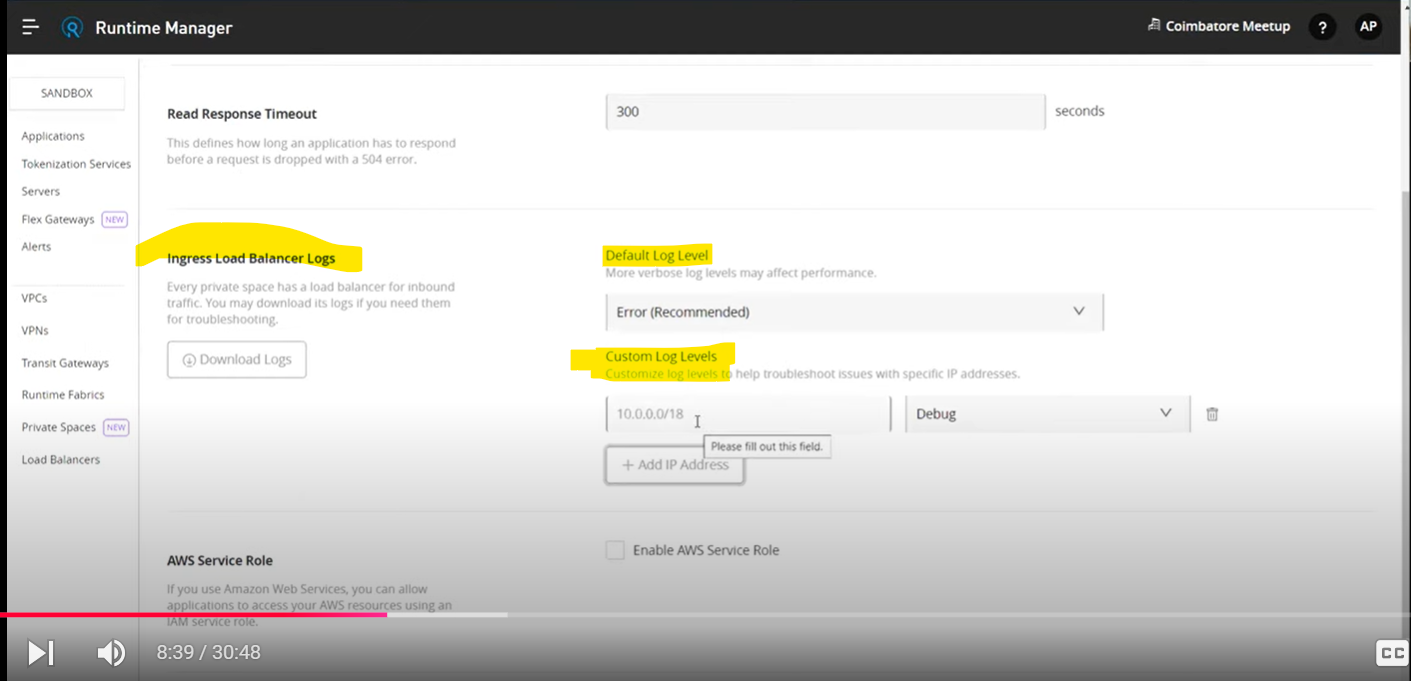 Runtime Manager
Coimbatore Meetup
?
AP
SANDBOX
Applications
Tokenization Services
Servers
Flex Gateways NEW
Alerts
VPCs
VPNs
Transit Gateways
Runtime Fabrics
Private Spaces NEW
Load Balancers
Read Response Timeout
This defines how long an application has to respond
before a request is dropped with a 504 error.
300 seconds
Ingress Load Balancer Logs
Every private space has a load balancer for inbound
traffic. You may download its logs if you need them
for troubleshooting.
Download Logs
Default Log Level
More verbose log levels may affect performance.
Error (Recommended)
Custom Log Levels
Customize log levels to help troubleshoot issues with specific IP addresses.
10.0.0.0/18
Debug
Please fill out this field.
+ Add IP Address
AWS Service Role
If you use Amazon Web Services, you can allow
applications to access your AWS resources using an
IAM service role.
Enable AWS Service Role
8:39 / 30:48
CC